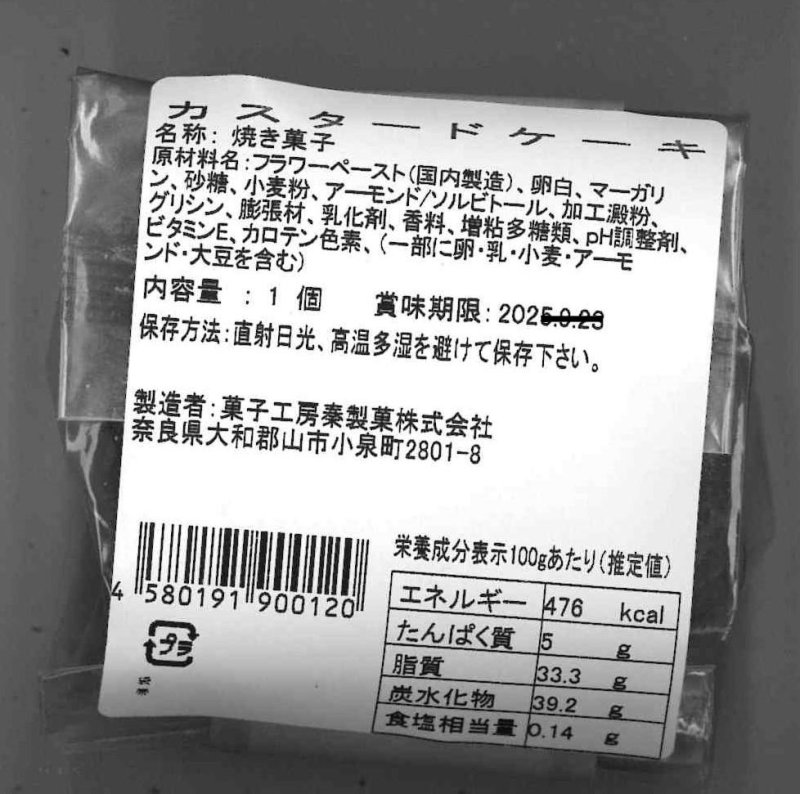 カスタードケーキ
名称: 焼き菓子
原材料名:フラワーペースト(国内製造)、卵白、マーガリ
ン、砂糖、小麦粉、アーモンド/ソルビトール、加工澱粉、
グリシン、膨張材、乳化剤、香料、増粘多糖類、pH調整剤、
ビタミンE、カロテン色素、(一部に卵・乳・小麦・アーモ
ンド・大豆を含む)
内容量 : 1 個 賞味期限: 202
保存方法:直射日光、高温多湿を避けて保存下さい。
製造者:菓子工房秦製菓株式会社
奈良県大和郡山市小泉町2801-8
栄養成分表示100gあたり(推定値)
エネルギー 476 kcal
たんぱく質 5 g
脂質 33.3 g
炭水化物 39.2 g
食塩相当量 0.14 g
4 580191 900120
プラ